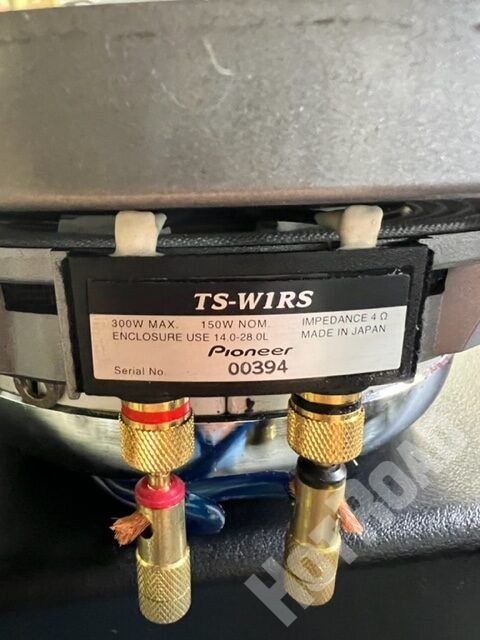 TS-W1RS
300W MAX. 150W NOM. IMPEDANCE 4 Ω
ENCLOSURE USE 14.0-28.0L MADE IN JAPAN
Pioneer
Serial No. 00394